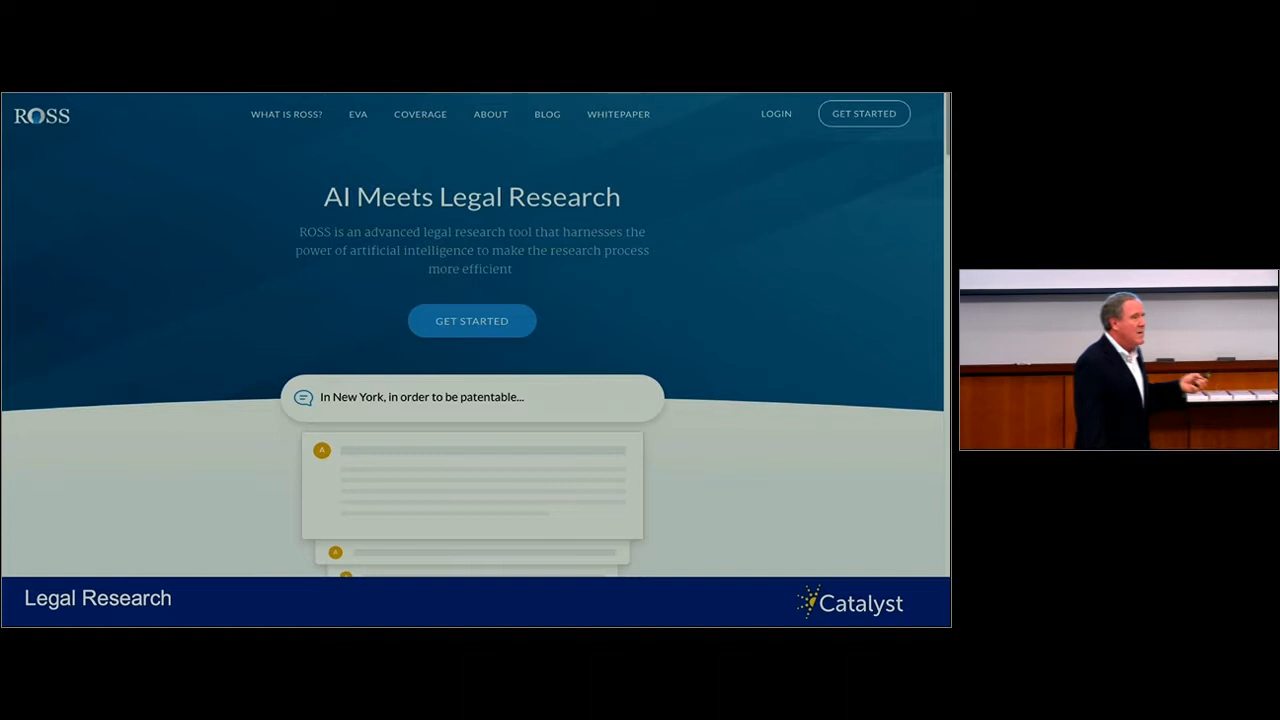 ROSS
WHAT IS ROSS? EVA COVERAGE ABOUT BLOG WHITEPAPER LOGIN GET STARTED
AI Meets Legal Research
ROSS is an advanced legal research tool that harnesses the
power of artificial intelligence to make the research process
more efficient
GET STARTED
In New York, in order to be patentable...
A
A
A
Legal Research
Catalyst